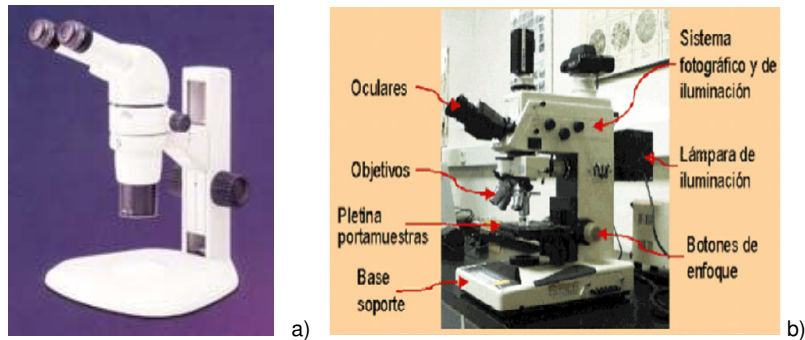 Oculares
Objetivos
Pletina
portamuestras
Base
soporte
Sistema
fotográfico y de
iluminación
Lámpara de
iluminación
Botones de
enfoque
a)
b)